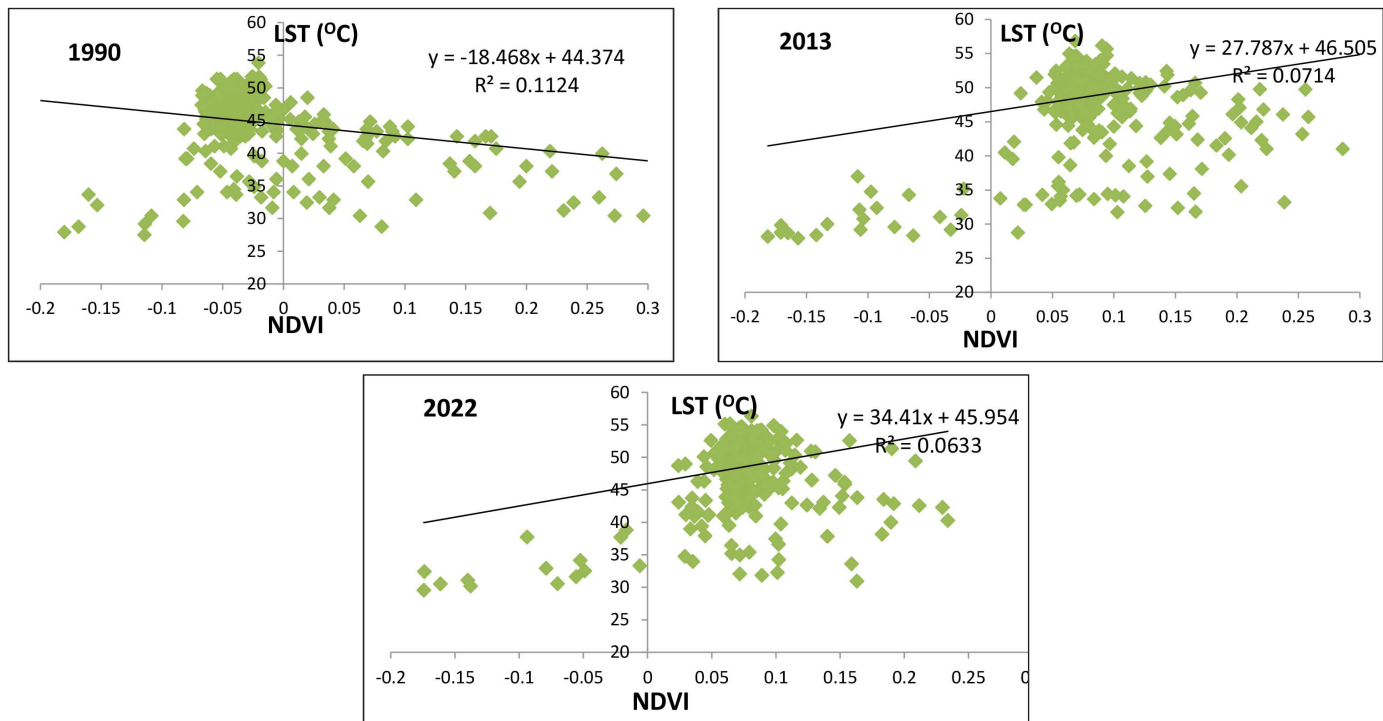 1990
LST (ᴼC)
y = -18.468x + 44.374
R² = 0.1124
60
55
50
45
40
35
30
25
20
-0.2 -0.15 -0.1 -0.05 0 0.05 0.1 0.15 0.2 0.25 0.3
NDVI
2013
LST (ᴼC)
y = 27.787x + 46.505
R² = 0.0714
60
55
50
45
40
35
30
25
20
-0.2 -0.15 -0.1 -0.05 0 0.05 0.1 0.15 0.2 0.25 0.3
NDVI
2022
LST (ᴼC)
y = 34.41x + 45.954
R² = 0.0633
60
55
50
45
40
35
30
25
20
-0.2 -0.15 -0.1 -0.05 0 0.05 0.1 0.15 0.2 0.25
NDVI